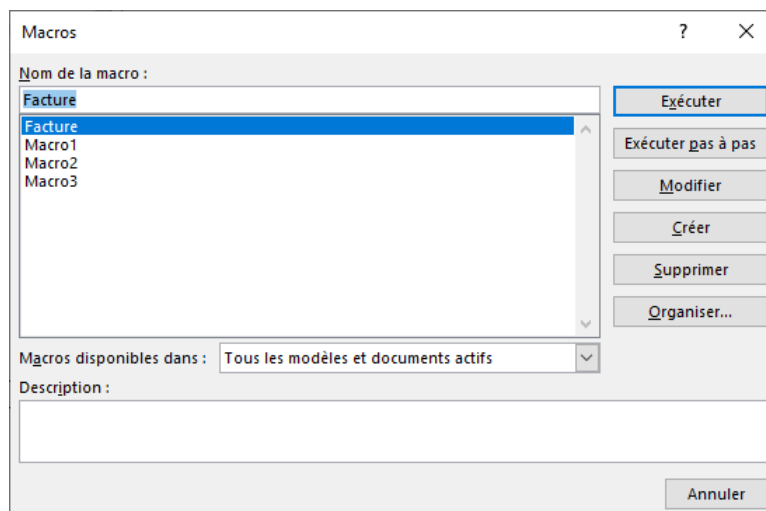 Macros
?
Nom de la macro :
Facture
Exécuter
Facture
Macro1
Macro2
Macro3
Exécuter pas à pas
Modifier
Créer
Supprimer
Organiser...
Macros disponibles dans : Tous les modèles et documents actifs
Description :
Annuler